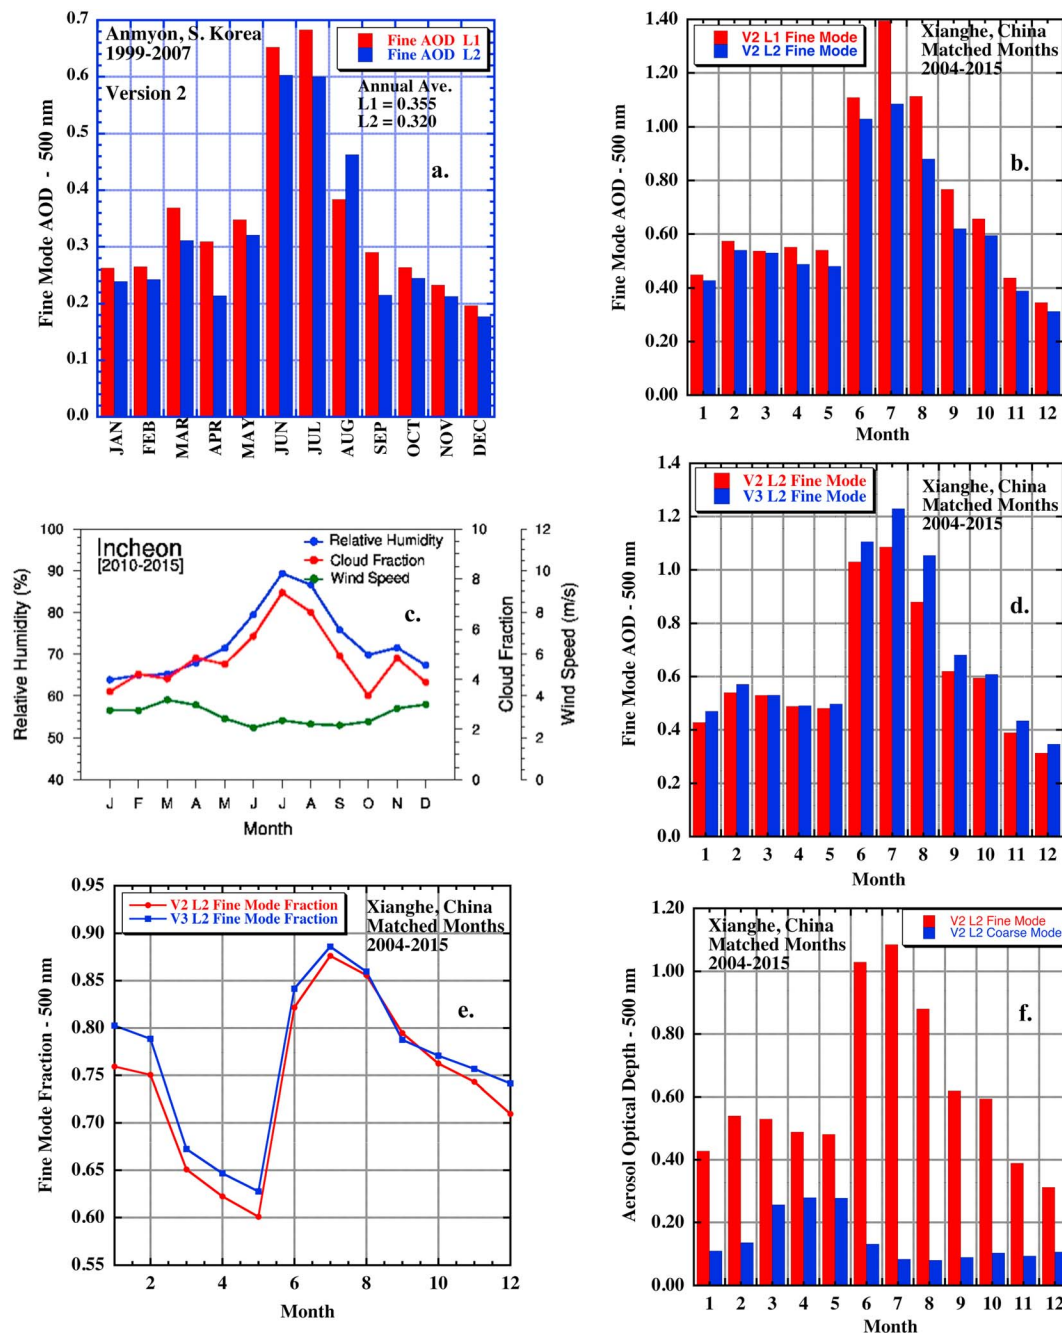 Anmyon, S. Korea
1999-2007
Version 2
Fine AOD L1
Fine AOD L2
Annual Ave.
L1 = 0.355
L2 = 0.320
a.
Fine Mode AOD - 500 nm
0.7
0.6
0.5
0.4
0.3
0.2
0.1
0.0
JAN
FEB
MAR
APR
MAY
JUN
JUL
AUG
SEP
OCT
NOV
DEC
V2 L1 Fine Mode
V2 L2 Fine Mode
Xianghe, China
Matched Months
2004-2015
b.
Fine Mode AOD - 500 nm
1.40
1.20
1.00
0.80
0.60
0.40
0.20
0.00
1 2 3 4 5 6 7 8 9 10 11 12
Month
Incheon
[2010-2015]
Relative Humidity
Cloud Fraction
Wind Speed
c.
Relative Humidity (%)
100
90
80
70
60
50
40
Cloud Fraction
10
8
6
4
2
0
Wind Speed (m/s)
12
10
8
6
4
2
0
J F M A M J J A S O N D
Month
V2 L2 Fine Mode
V3 L2 Fine Mode
Xianghe, China
Matched Months
2004-2015
d.
Fine Mode AOD - 500 nm
1.4
1.2
1.0
0.8
0.6
0.4
0.2
0.0
1 2 3 4 5 6 7 8 9 10 11 12
Month
V2 L2 Fine Mode Fraction
V3 L2 Fine Mode Fraction
Xianghe, China
Matched Months
2004-2015
e.
Fine Mode Fraction - 500 nm
0.95
0.90
0.85
0.80
0.75
0.70
0.65
0.60
0.55
2 4 6 8 10 12
Month
Xianghe, China
Matched Months
2004-2015
V2 L2 Fine Mode
V2 L2 Coarse Mode
f.
Aerosol Optical Depth - 500 nm
1.20
1.00
0.80
0.60
0.40
0.20
0.00
1 2 3 4 5 6 7 8 9 10 11 12
Month